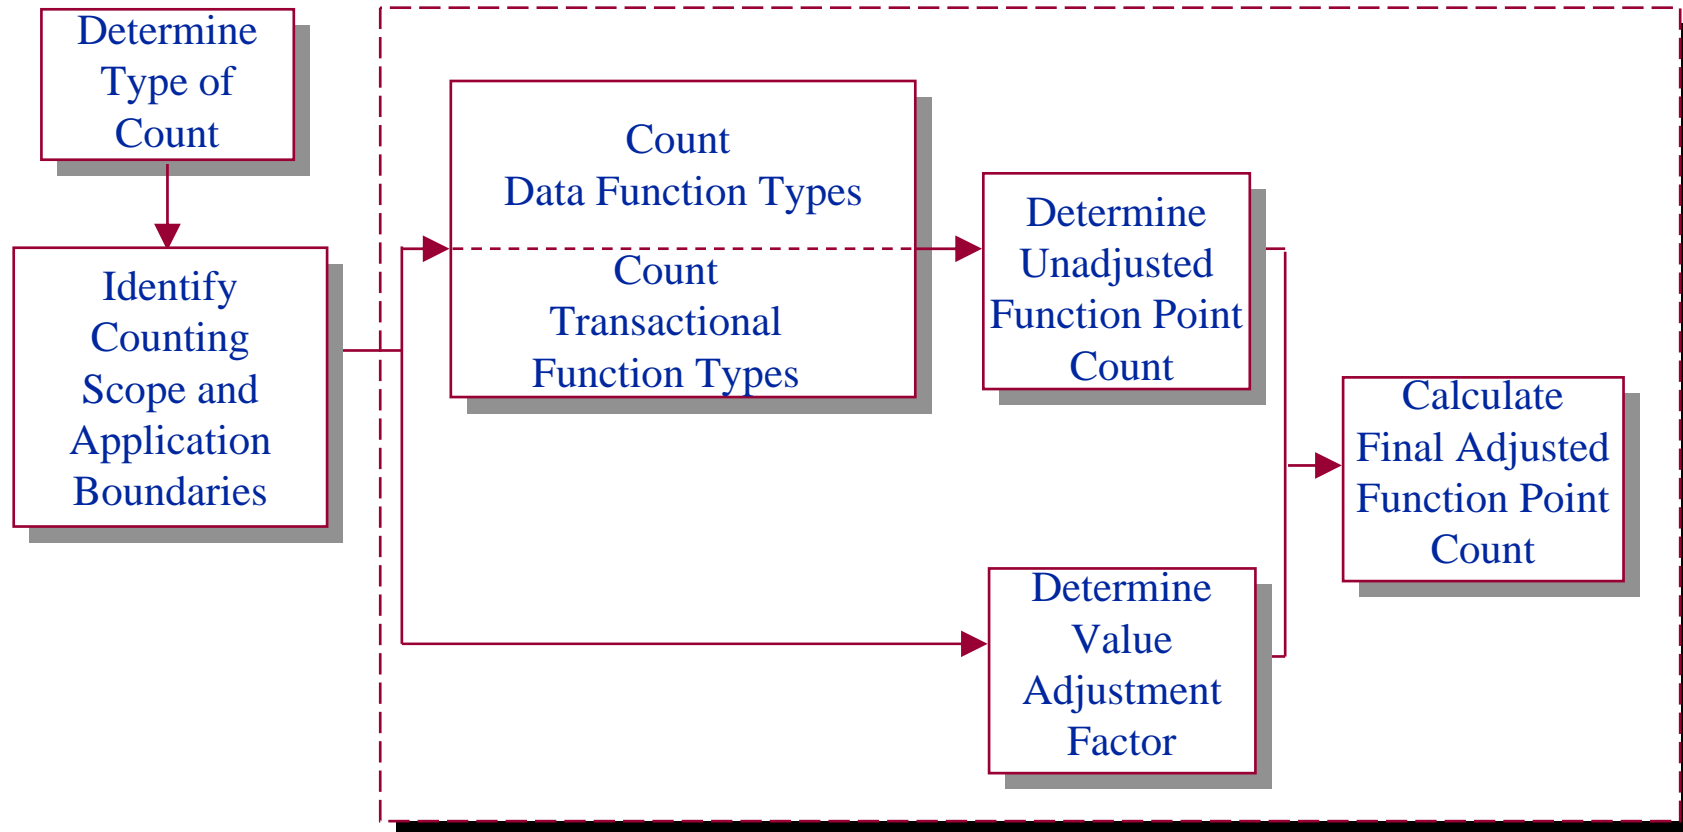 Determine
Type of
Count
Identify
Counting
Scope and
Application
Boundaries
Count
Data Function Types
Count
Transactional
Function Types
Determine
Unadjusted
Function Point
Count
Determine
Value
Adjustment
Factor
Calculate
Final Adjusted
Function Point
Count